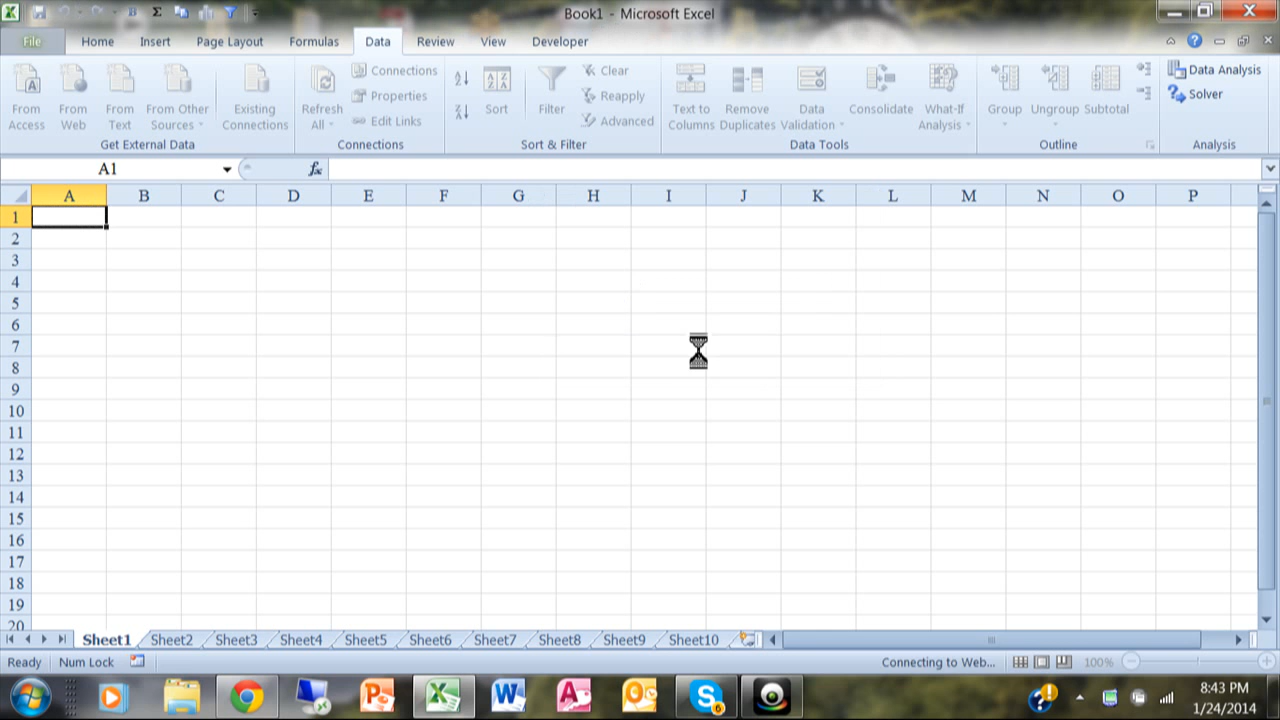 Book1 - Microsoft Excel
File Home Insert Page Layout Formulas Data Review View Developer
From Access
From Web
From Text
From Other Sources
Existing Connections
Get External Data
Refresh All
Connections
Properties
Edit Links
Connections
Sort
Filter
Clear
Reapply
Advanced
Sort & Filter
Text to Columns
Remove Duplicates
Data Validation
Consolidate
What-If Analysis
Data Tools
Group
Ungroup
Subtotal
Outline
Data Analysis
Solver
Analysis
A1 fx
A B C D E F G H I J K L M N O P
1
2
3
4
5
6
7
8
9
10
11
12
13
14
15
16
17
18
19
20
Sheet1 Sheet2 Sheet3 Sheet4 Sheet5 Sheet6 Sheet7 Sheet8 Sheet9 Sheet10
Ready Num Lock Connecting to Web... 100%
8:43 PM
1/24/2014